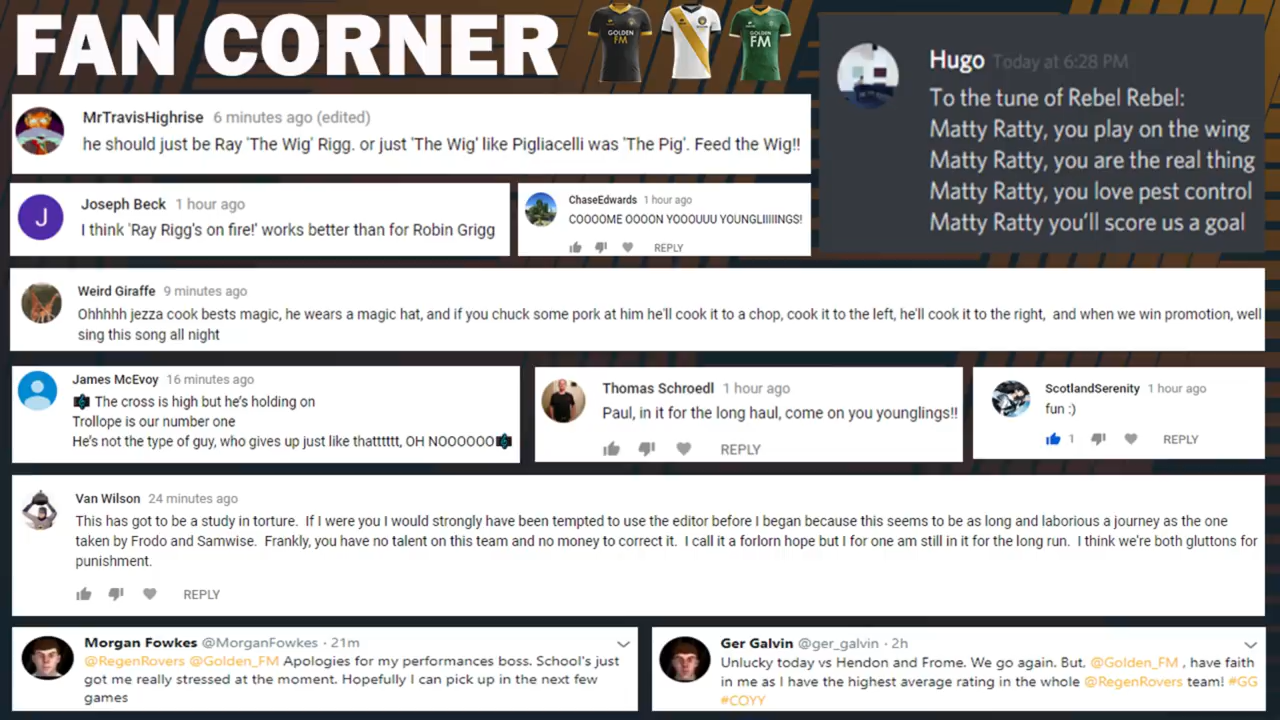 FAN CORNER
GOLDEN
FM
GOLDEN
FM
Hugo Today at 6:28 PM
To the tune of Rebel Rebel:
Matty Ratty, you play on the wing
Matty Ratty, you are the real thing
Matty Ratty, you love pest control
Matty Ratty you'll score us a goal
MrTravisHighrise 6 minutes ago (edited)
he should just be Ray 'The Wig' Rigg. or just 'The Wig' like Pigliacelli was 'The Pig'. Feed the Wig!!
J
Joseph Beck 1 hour ago
I think 'Ray Rigg's on fire!' works better than for Robin Grigg
ChaseEdwards 1 hour ago
COOOOME OOOON YOOOUUU YOUNGLIIIIINGS!
REPLY
Weird Giraffe 9 minutes ago
Ohhhhh jezza cook bests magic, he wears a magic hat, and if you chuck some pork at him he'll cook it to a chop, cook it to the left, he'll cook it to the right, and when we win promotion, well
sing this song all night
James McEvoy 16 minutes ago
The cross is high but he's holding on
Trollope is our number one
He's not the type of guy, who gives up just like thatttttt, OH NOOOOOO
Thomas Schroedl 1 hour ago
Paul, in it for the long haul, come on you younglings!!
REPLY
ScotlandSerenity 1 hour ago
fun :)
1 REPLY
Van Wilson 24 minutes ago
This has got to be a study in torture. If I were you I would strongly have been tempted to use the editor before I began because this seems to be as long and laborious a journey as the one
taken by Frodo and Samwise. Frankly, you have no talent on this team and no money to correct it. I call it a forlorn hope but I for one am still in it for the long run. I think we're both gluttons for
punishment.
REPLY
Morgan Fowkes @MorganFowkes · 21m
@RegenRovers @Golden_FM Apologies for my performances boss. School's just
got me really stressed at the moment. Hopefully I can pick up in the next few
games
Ger Galvin @ger_galvin · 2h
Unlucky today vs Hendon and Frome. We go again. But, @Golden_FM , have faith
in me as I have the highest average rating in the whole @RegenRovers team! #GG
#COYY